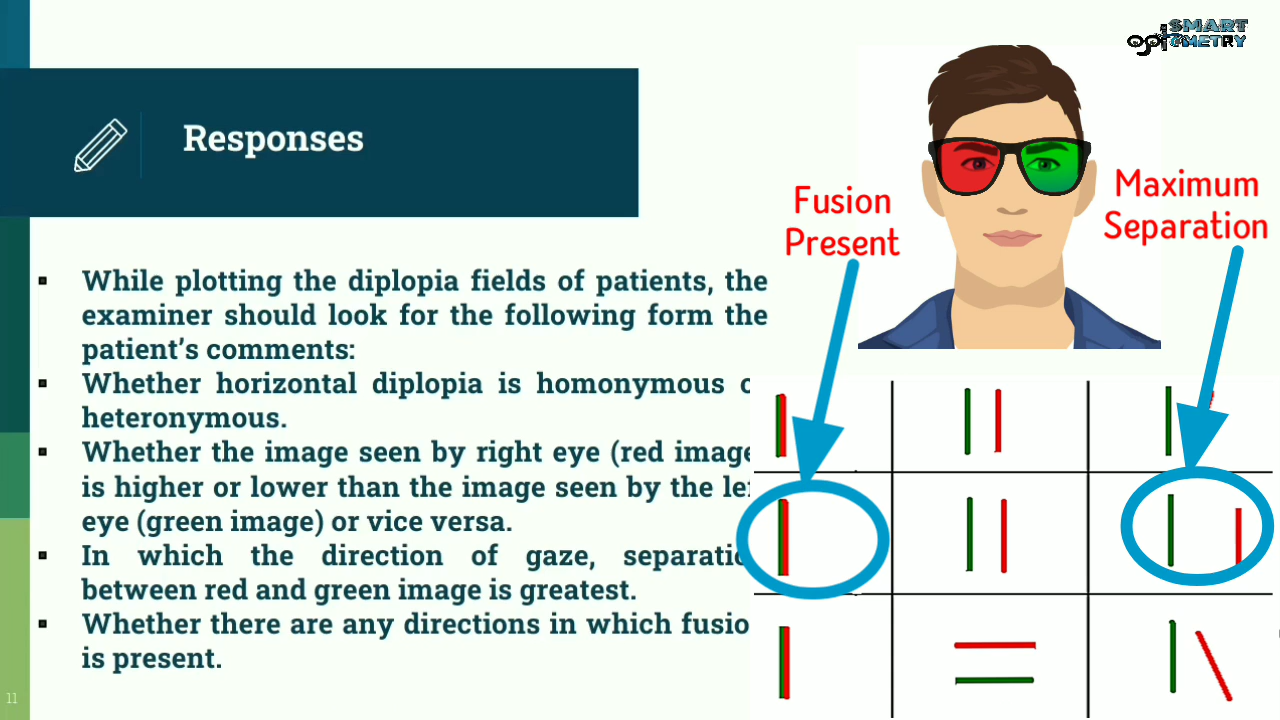 SMART
OPTOMETRY
Responses
Fusion
Present
Maximum
Separation
While plotting the diplopia fields of patients, the
examiner should look for the following form the
patient's comments:
Whether horizontal diplopia is homonymous
heteronymous.
Whether the image seen by right eye (red image
is higher or lower than the image seen by the
eye (green image) or vice versa.
In which the direction of gaze, separatio
between red and green image is greatest.
Whether there are any directions in which fusio
is present.
11